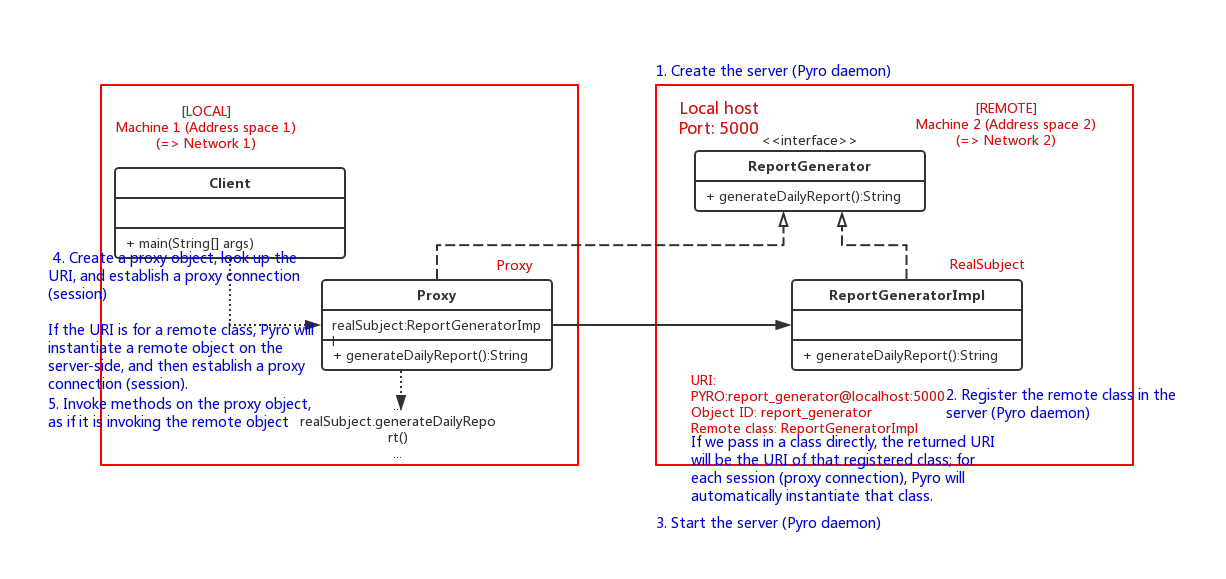 1. Create the server (Pyro daemon)
[LOCAL]
Machine 1 (Address space 1)
(=> Network 1)
Local host
Port: 5000
[REMOTE]
Machine 2 (Address space 2)
(=> Network 2)
<<interface>>
ReportGenerator
+ generateDailyReport():String
Client
+ main(String[] args)
4. Create a proxy object, look up the
URI, and establish a proxy connection
(session)
If the URI is for a remote class, Pyro will
instantiate a remote object on the
server-side, and then establish a proxy
connection (session).
5. Invoke methods on the proxy object,
as if it is invoking the remote object
Proxy
Proxy
realSubject:ReportGeneratorImp
l
+ generateDailyReport():String
...
realSubject.generateDailyRepo
rt()
...
RealSubject
ReportGeneratorImpl
+ generateDailyReport():String
URI:
PYRO:report_generator@localhost:5000
Object ID: report_generator
Remote class: ReportGeneratorImpl
2. Register the remote class in the
server (Pyro daemon)
If we pass in a class directly, the returned URI
will be the URI of that registered class; for
each session (proxy connection), Pyro will
automatically instantiate that class.
3. Start the server (Pyro daemon)